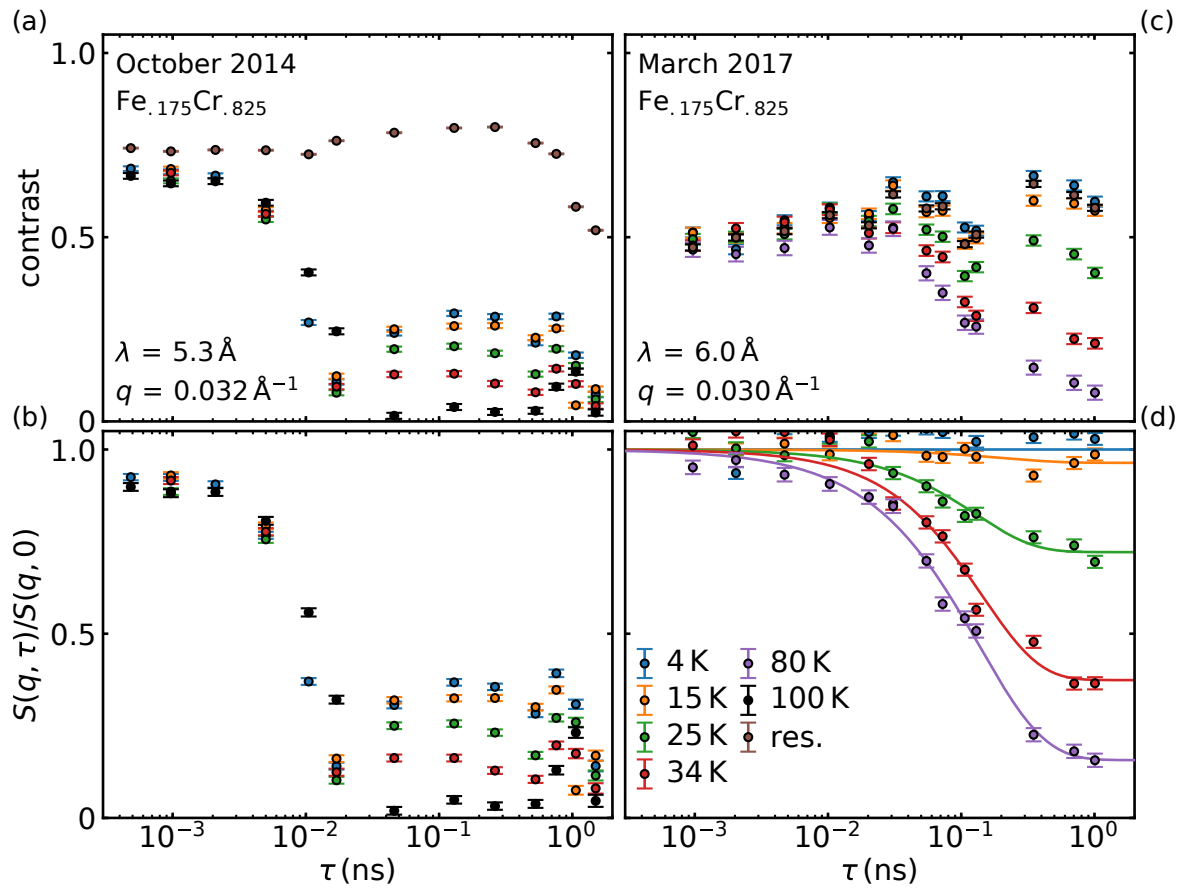 (a)
October 2014
Fe.175Cr.825
1.0
0.5
0
contrast
λ = 5.3 Å
q = 0.032 Å⁻¹
(c)
March 2017
Fe.175Cr.825
λ = 6.0 Å
q = 0.030 Å⁻¹
(b)
1.0
0.5
0
S(q, τ)/S(q, 0)
10⁻³ 10⁻² 10⁻¹ 10⁰
τ (ns)
(d)
4 K
15 K
25 K
34 K
80 K
100 K
res.
10⁻³ 10⁻² 10⁻¹ 10⁰
τ (ns)